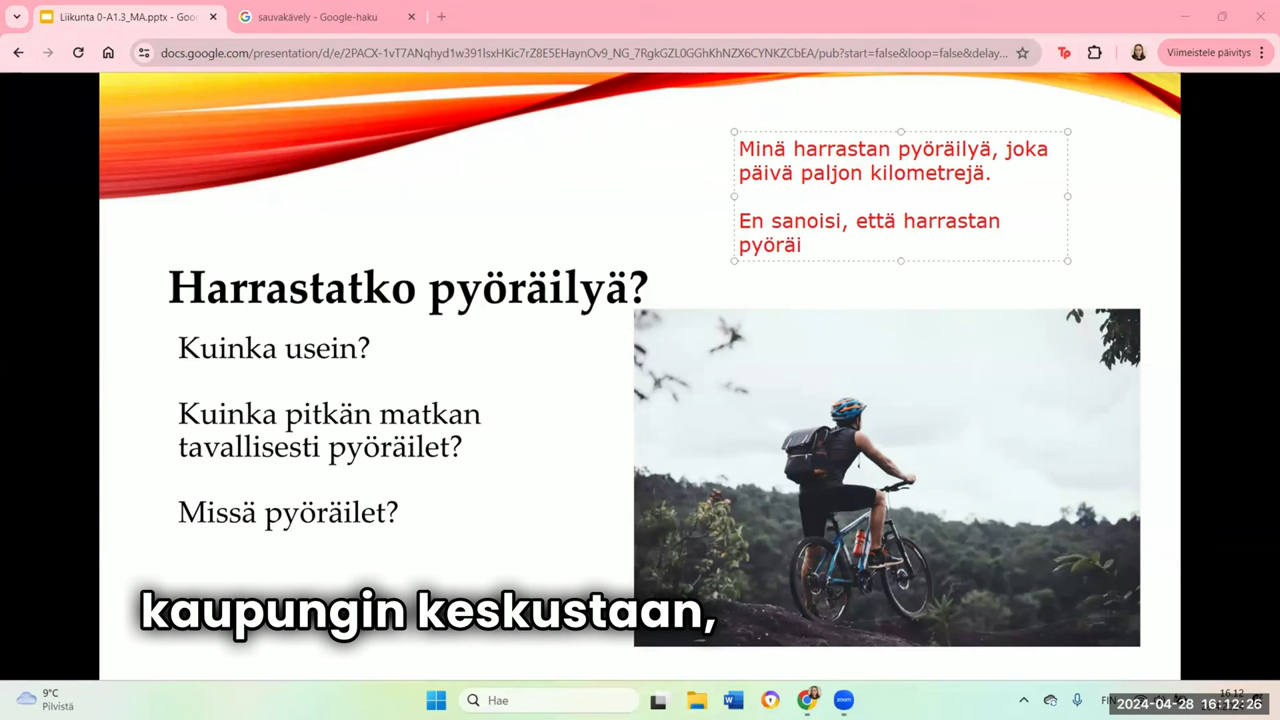 Liikunta 0-A1.3_MA.pptx - Goo
sauvakävely - Google-haku
docs.google.com/presentation/d/e/2PACX-1vT7ANqhyd1w391lsxHKic7rZ8E5EHaynOv9_NG_7RgkGZL0GGhKhNZX6CYNKZCbEA/pub?start=false&loop=false&delay...
Viimeistele päivitys
Minä harrastan pyöräilyä, joka
päivä paljon kilometrejä.
En sanoisi, että harrastan
pyöräi
Harrastatko pyöräilyä?
Kuinka usein?
Kuinka pitkän matkan
tavallisesti pyöräilet?
Missä pyöräilet?
kaupungin keskustaan,
9°C
Pilvistä
Hae
FIN
16.12
2024-04-28 16:12:26